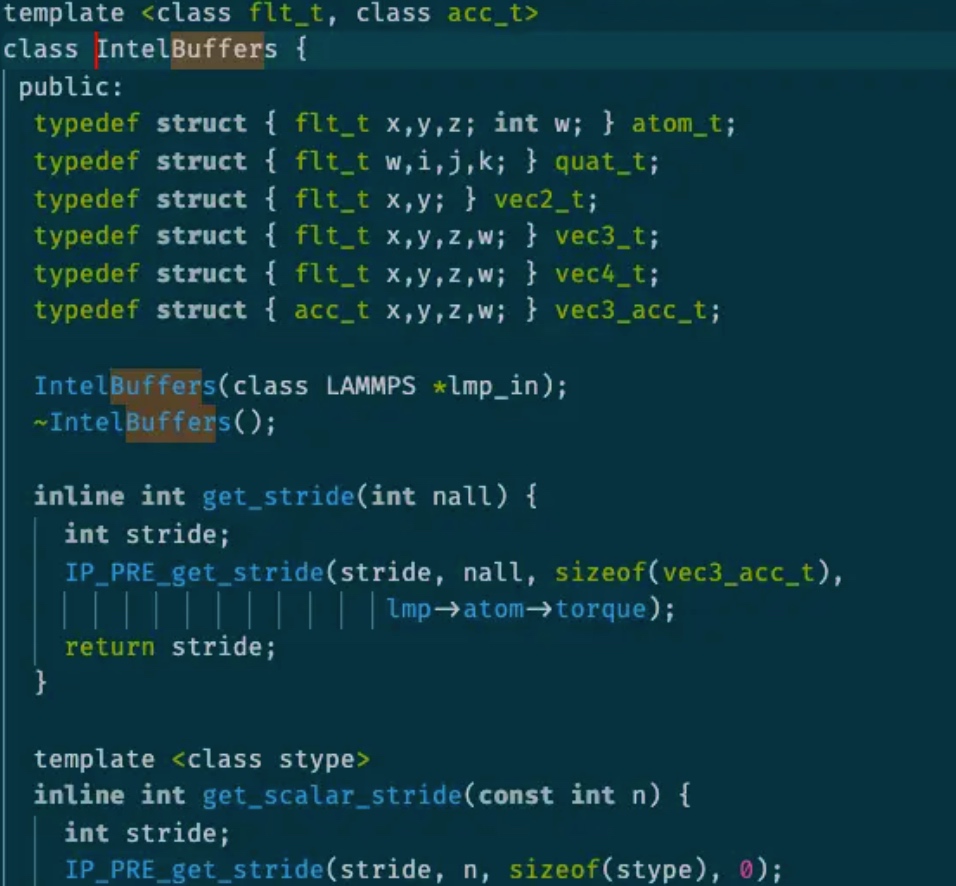 template <class flt_t, class acc_t>
class IntelBuffers {
public:
typedef struct { flt_t x,y,z; int w; } atom_t;
typedef struct { flt_t w,i,j,k; } quat_t;
typedef struct { flt_t x,y; } vec2_t;
typedef struct { flt_t x,y,z,w; } vec3_t;
typedef struct { flt_t x,y,z,w; } vec4_t;
typedef struct { acc_t x,y,z,w; } vec3_acc_t;
IntelBuffers(class LAMMPS *lmp_in);
~IntelBuffers();
inline int get_stride(int nall) {
int stride;
IP_PRE_get_stride(stride, nall, sizeof(vec3_acc_t),
lmp->atom->torque);
return stride;
}
template <class stype>
inline int get_scalar_stride(const int n) {
int stride;
IP_PRE_get_stride(stride, n, sizeof(stype), 0);